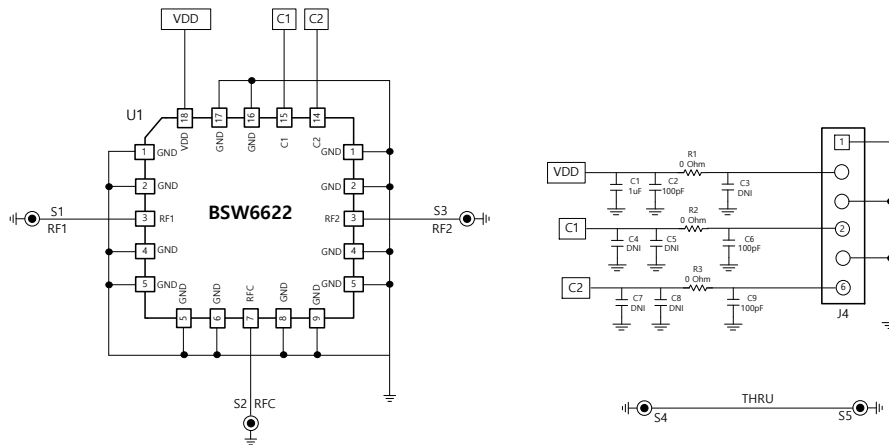 VDD
C1
C2
U1
18
17
16
15
14
VDD
GND
GND
C1
C2
1
GND
GND
1
2
GND
GND
2
S1
RF1
3
RF1
BSW6622
RF2
3
S3
RF2
4
GND
GND
4
5
GND
GND
5
GND
GND
RFC
GND
GND
5
6
7
8
9
S2
RFC
VDD
C1
1uF
C2
100pF
R1
0 Ohm
C3
DNI
C1
C4
DNI
C5
DNI
R2
0 Ohm
C6
100pF
C2
C7
DNI
C8
DNI
R3
0 Ohm
C9
100pF
1
2
6
J4
THRU
S4
S5